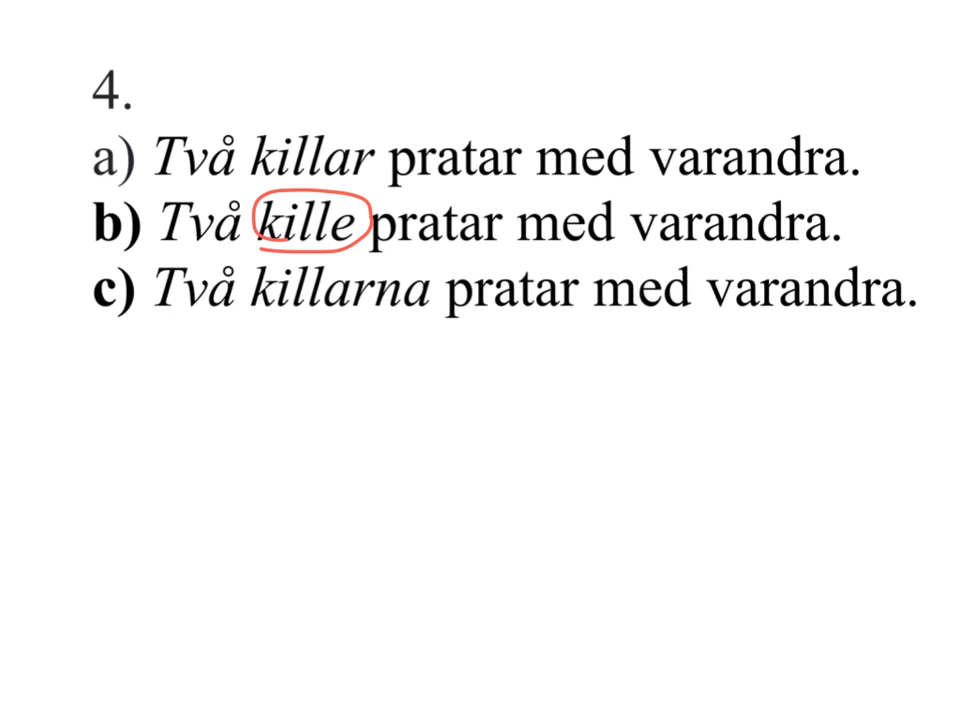 4.
a) Två killar pratar med varandra.
b) Två kille pratar med varandra.
c) Två killarna pratar med varandra.